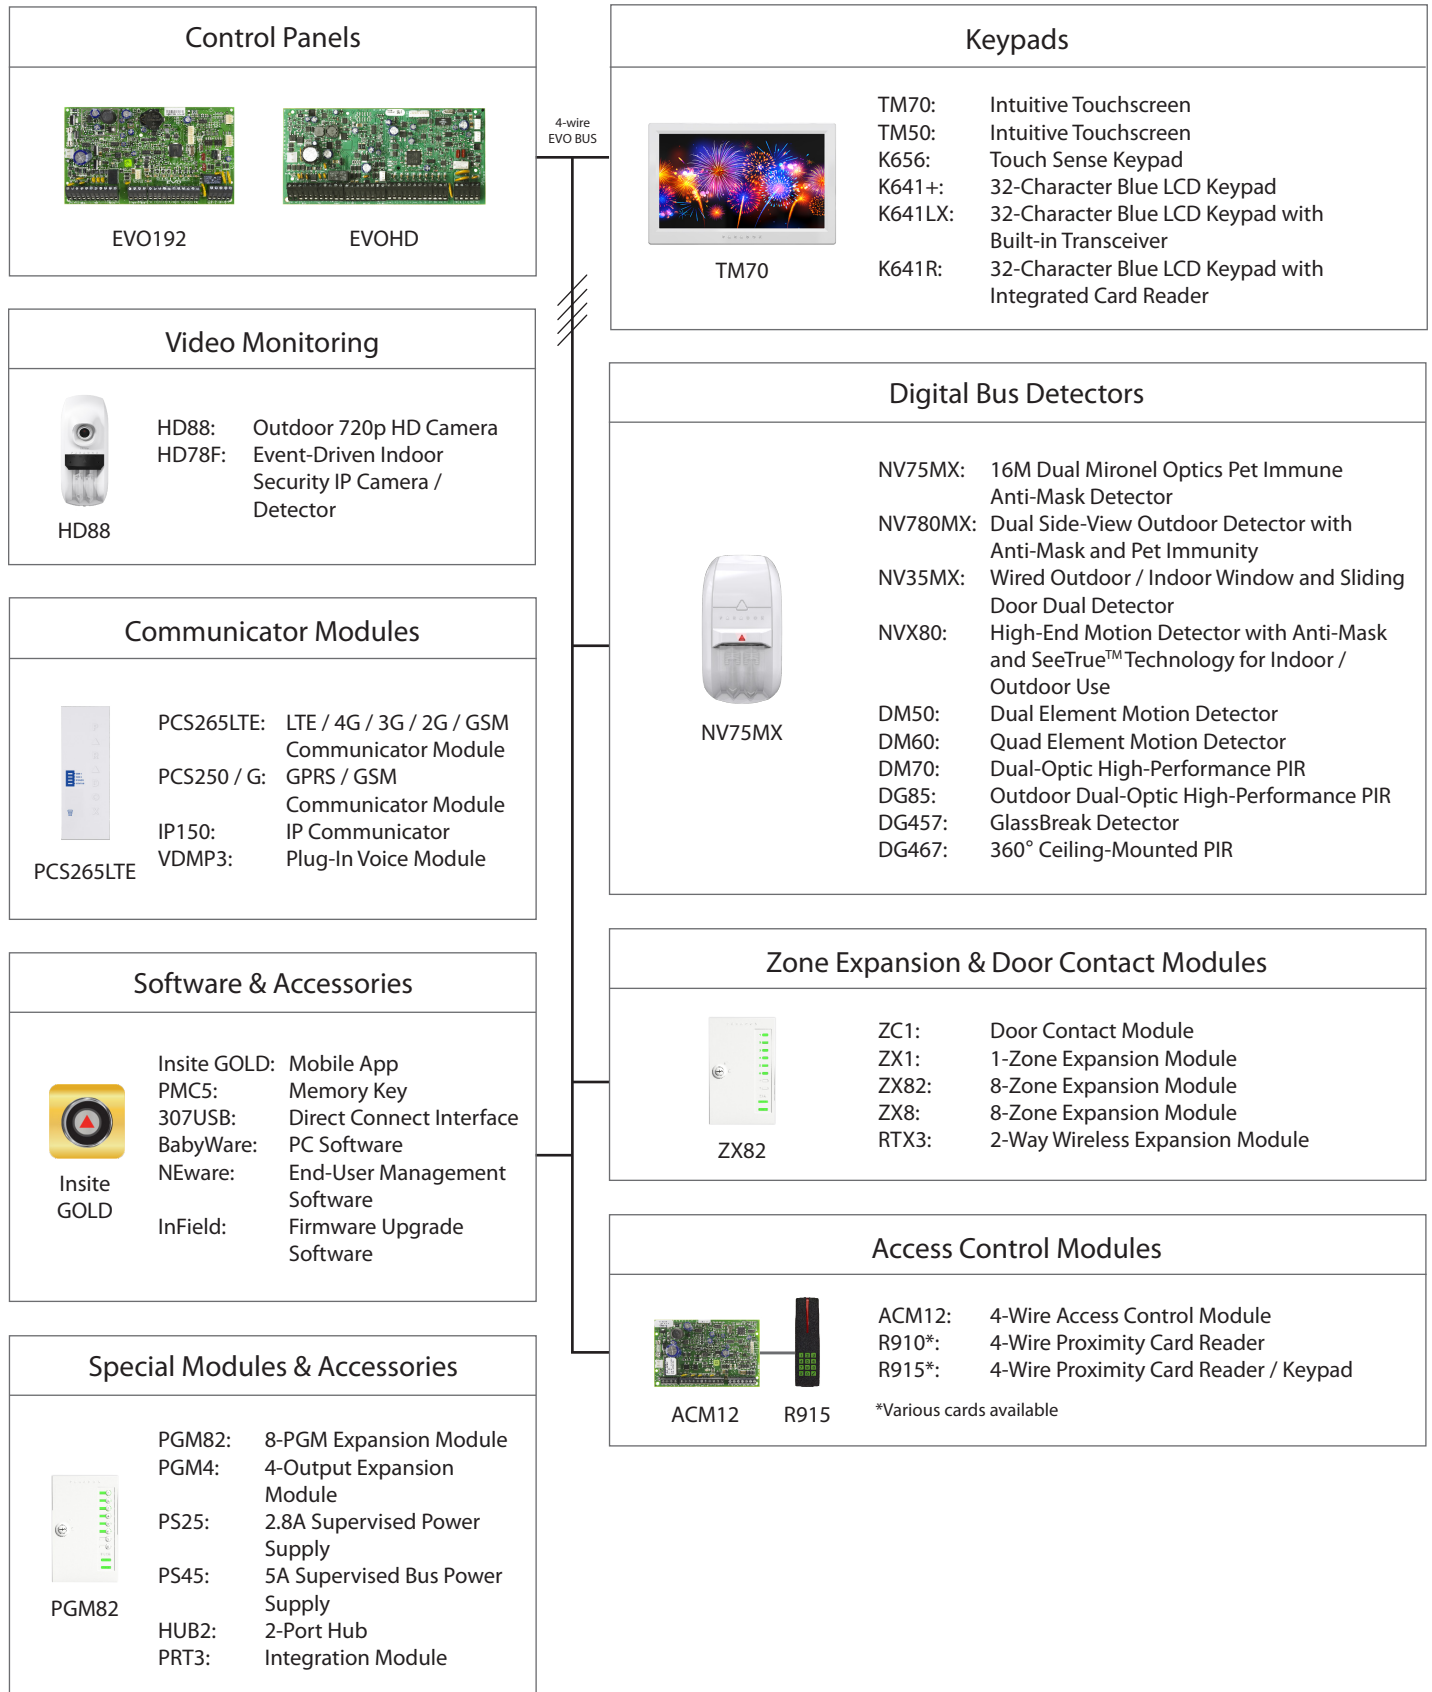 Control Panels
EVO192
EVOHD
4-wire
EVO BUS
Keypads
TM70
TM70: Intuitive Touchscreen
TM50: Intuitive Touchscreen
K656: Touch Sense Keypad
K641+: 32-Character Blue LCD Keypad
K641LX: 32-Character Blue LCD Keypad with
Built-in Transceiver
K641R: 32-Character Blue LCD Keypad with
Integrated Card Reader
Video Monitoring
HD88
HD88: Outdoor 720p HD Camera
HD78F: Event-Driven Indoor
Security IP Camera /
Detector
Digital Bus Detectors
NV75MX
NV75MX: 16M Dual Mironel Optics Pet Immune
Anti-Mask Detector
NV780MX: Dual Side-View Outdoor Detector with
Anti-Mask and Pet Immunity
NV35MX: Wired Outdoor / Indoor Window and Sliding
Door Dual Detector
NVX80: High-End Motion Detector with Anti-Mask
and SeeTrue™ Technology for Indoor /
Outdoor Use
DM50: Dual Element Motion Detector
DM60: Quad Element Motion Detector
DM70: Dual-Optic High-Performance PIR
DG85: Outdoor Dual-Optic High-Performance PIR
DG457: GlassBreak Detector
DG467: 360° Ceiling-Mounted PIR
Communicator Modules
PCS265LTE
PCS265LTE: LTE / 4G / 3G / 2G / GSM
Communicator Module
PCS250 / G: GPRS / GSM
Communicator Module
IP150: IP Communicator
VDMP3: Plug-In Voice Module
Zone Expansion & Door Contact Modules
ZX82
ZC1: Door Contact Module
ZX1: 1-Zone Expansion Module
ZX82: 8-Zone Expansion Module
ZX8: 8-Zone Expansion Module
RTX3: 2-Way Wireless Expansion Module
Software & Accessories
Insite
GOLD
Insite GOLD: Mobile App
PMC5: Memory Key
307USB: Direct Connect Interface
BabyWare: PC Software
NEware: End-User Management
Software
InField: Firmware Upgrade
Software
Access Control Modules
ACM12
R915
ACM12: 4-Wire Access Control Module
R910*: 4-Wire Proximity Card Reader
R915*: 4-Wire Proximity Card Reader / Keypad
*Various cards available
Special Modules & Accessories
PGM82
PGM82: 8-PGM Expansion Module
PGM4: 4-Output Expansion
Module
PS25: 2.8A Supervised Power
Supply
PS45: 5A Supervised Bus Power
Supply
HUB2: 2-Port Hub
PRT3: Integration Module